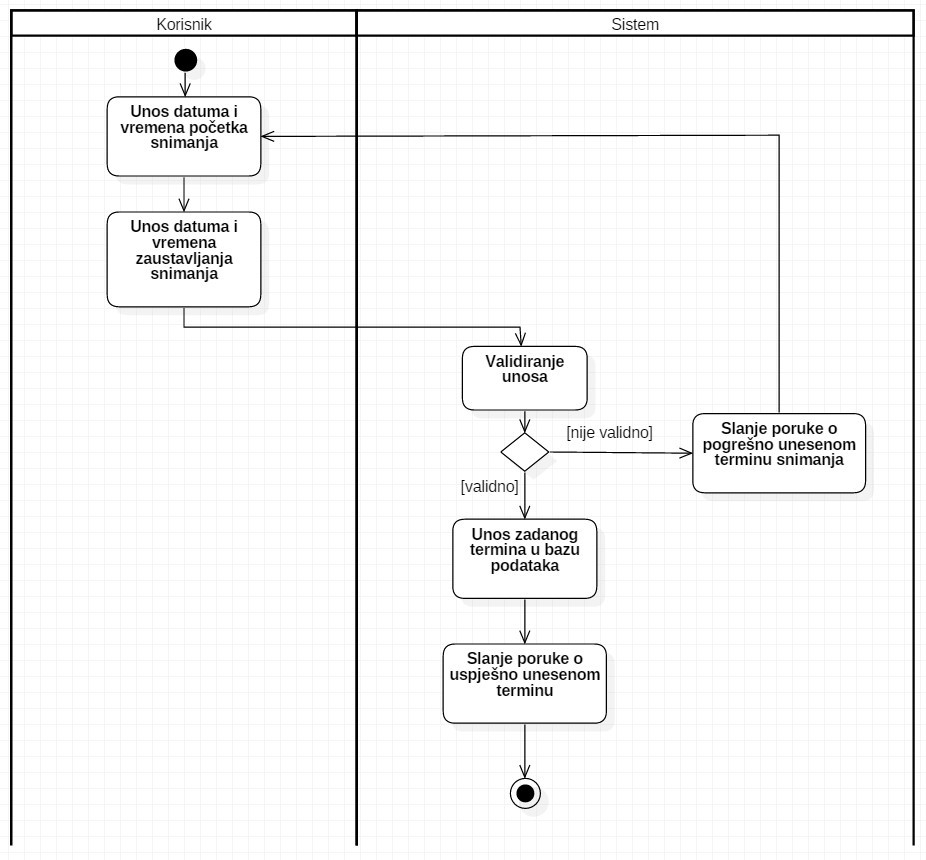 Korisnik
Sistem
Unos datuma i
vremena početka
snimanja
Unos datuma i
vremena
zaustavljanja
snimanja
Validiranje
unosa
[nije validno]
Slanje poruke o
pogrešno unesenom
terminu snimanja
[validno]
Unos zadanog
termina u bazu
podataka
Slanje poruke o
uspješno unesenom
terminu